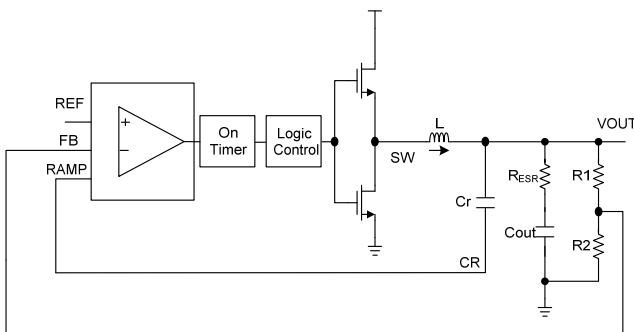 REF
FB
RAMP
+
−
On
Timer
Logic
Control
SW
L
VOUT
RESR
R1
Cr
Cout
R2
CR